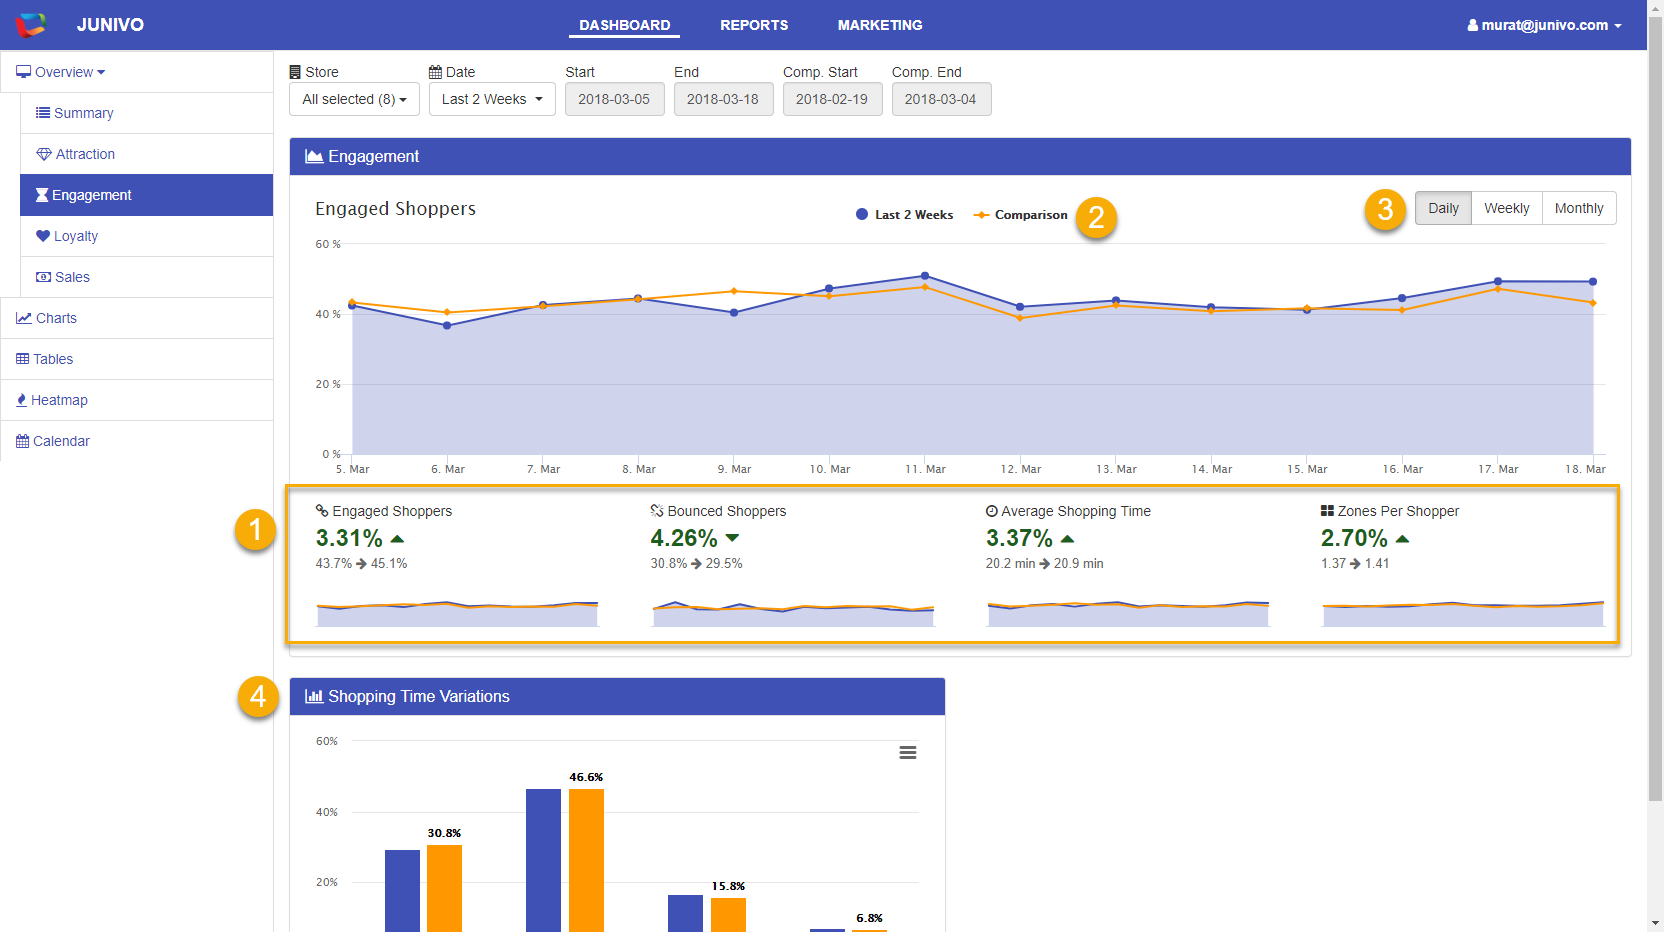 JUNIVO
DASHBOARD REPORTS MARKETING
murat@junivo.com
Overview
Summary
Attraction
Engagement
Loyalty
Sales
Charts
Tables
Heatmap
Calendar
Store Date Start End Comp. Start Comp. End
All selected (8) Last 2 Weeks 2018-03-05 2018-03-18 2018-02-19 2018-03-04
Engagement
Engaged Shoppers
Last 2 Weeks Comparison 2
3 Daily Weekly Monthly
60 %
40 %
20 %
0 %
5. Mar 6. Mar 7. Mar 8. Mar 9. Mar 10. Mar 11. Mar 12. Mar 13. Mar 14. Mar 15. Mar 16. Mar 17. Mar 18. Mar
1
Engaged Shoppers
3.31%
43.7% → 45.1%
Bounced Shoppers
4.26%
30.8% → 29.5%
Average Shopping Time
3.37%
20.2 min → 20.9 min
Zones Per Shopper
2.70%
1.37 → 1.41
4
Shopping Time Variations
60%
40%
20%
30.8%
46.6%
15.8%
6.8%